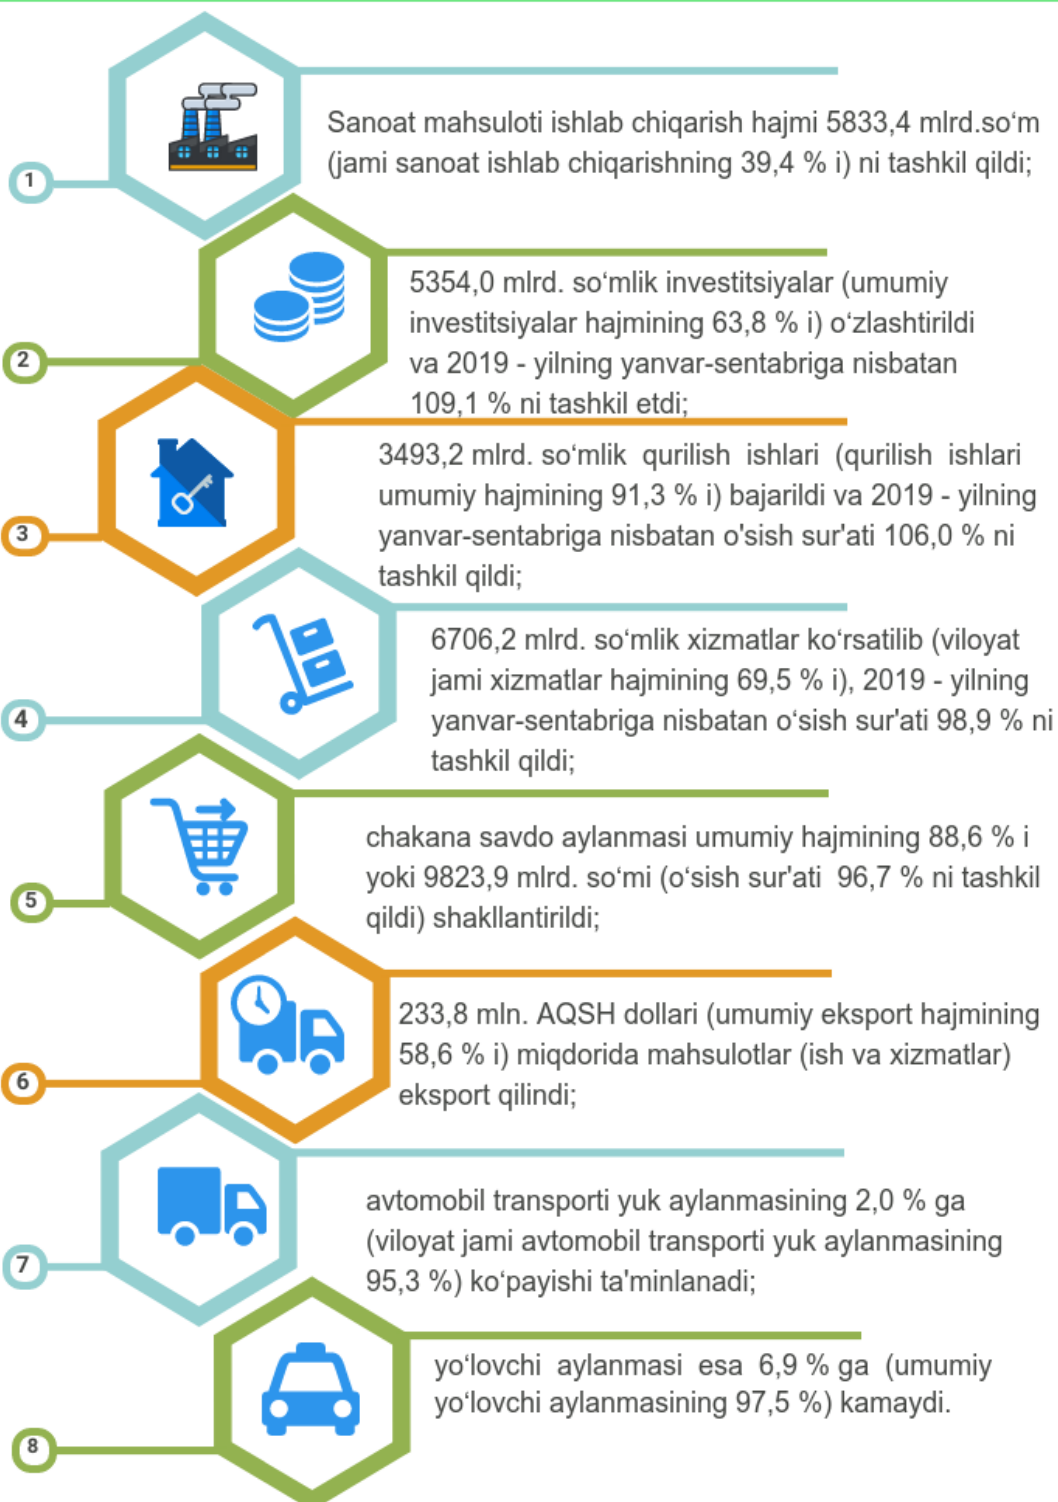 1
Sanoat mahsuloti ishlab chiqarish hajmi 5833,4 mlrd.so‘m
(jami sanoat ishlab chiqarishning 39,4 % i) ni tashkil qildi;
2
5354,0 mlrd. so‘mlik investitsiyalar (umumiy
investitsiyalar hajmining 63,8 % i) o‘zlashtirildi
va 2019 - yilning yanvar-sentabriga nisbatan
109,1 % ni tashkil etdi;
3
3493,2 mlrd. so‘mlik qurilish ishlari (qurilish ishlari
umumiy hajmining 91,3 % i) bajarildi va 2019 - yilning
yanvar-sentabriga nisbatan o'sish sur'ati 106,0 % ni
tashkil qildi;
4
6706,2 mlrd. so‘mlik xizmatlar ko‘rsatilib (viloyat
jami xizmatlar hajmining 69,5 % i), 2019 - yilning
yanvar-sentabriga nisbatan o‘sish sur'ati 98,9 % ni
tashkil qildi;
5
chakana savdo aylanmasi umumiy hajmining 88,6 % i
yoki 9823,9 mlrd. so‘mi (o‘sish sur'ati 96,7 % ni tashkil
qildi) shakllantirildi;
6
233,8 mln. AQSH dollari (umumiy eksport hajmining
58,6 % i) miqdorida mahsulotlar (ish va xizmatlar)
eksport qilindi;
7
avtomobil transporti yuk aylanmasining 2,0 % ga
(viloyat jami avtomobil transporti yuk aylanmasining
95,3 %) ko‘payishi ta'minlanadi;
8
yo‘lovchi aylanmasi esa 6,9 % ga (umumiy
yo‘lovchi aylanmasining 97,5 %) kamaydi.